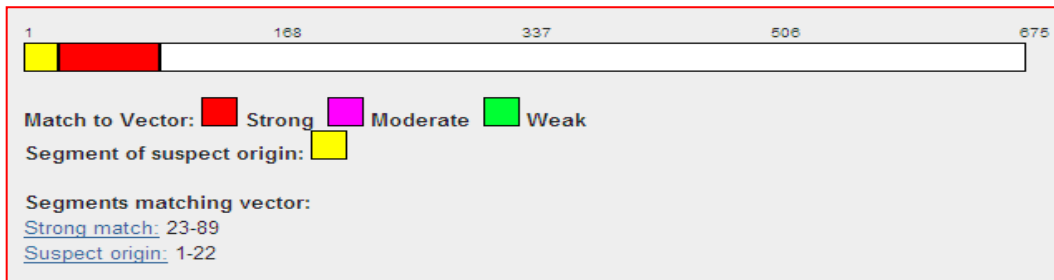 1 168 337 506 675
Match to Vector: Strong Moderate Weak
Segment of suspect origin:
Segments matching vector:
Strong match: 23-89
Suspect origin: 1-22